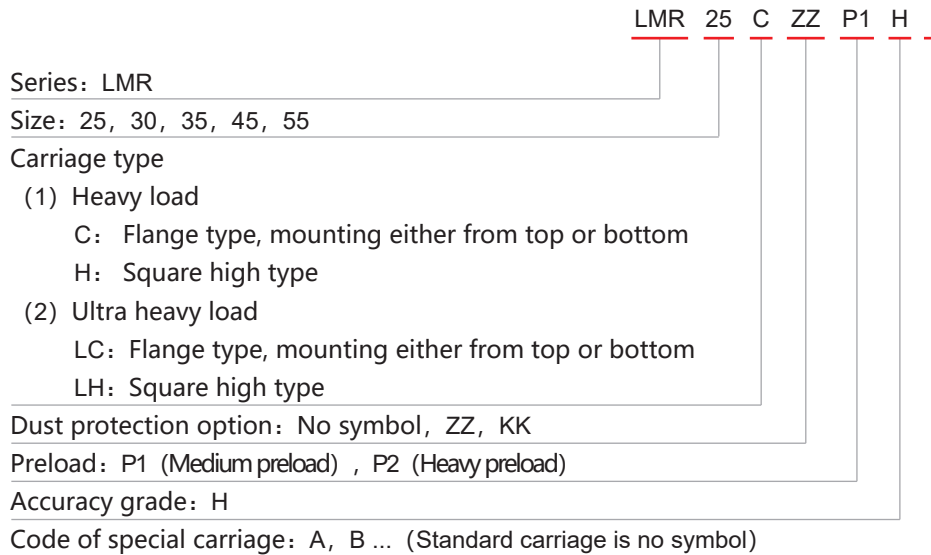 LMR 25 C ZZ P1 H
Series：LMR
Size：25，30，35，45，55
Carriage type
（1）Heavy load
C： Flange type, mounting either from top or bottom
H： Square high type
（2）Ultra heavy load
LC：Flange type, mounting either from top or bottom
LH：Square high type
Dust protection option：No symbol，ZZ，KK
Preload：P1（Medium preload），P2（Heavy preload）
Accuracy grade：H
Code of special carriage：A，B ...（Standard carriage is no symbol）